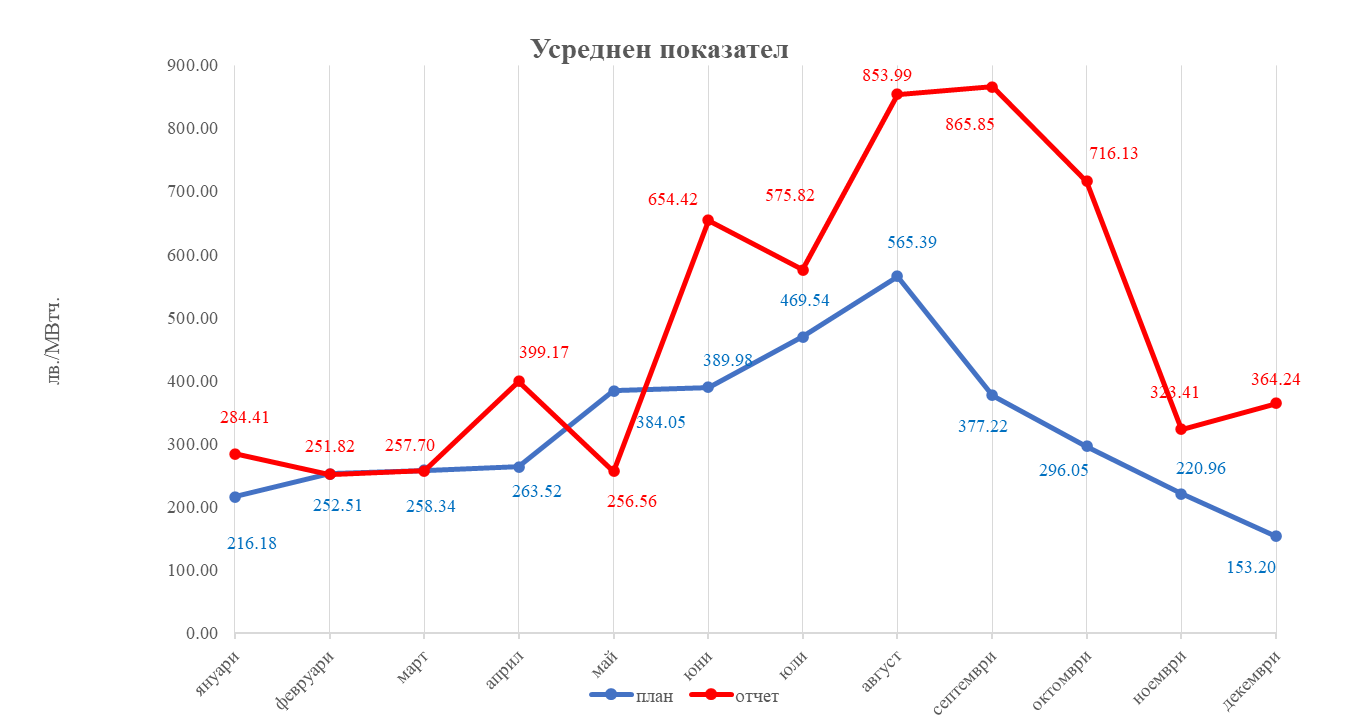 Усреднен показател
лв./МВтч.
900.00
800.00
700.00
600.00
500.00
400.00
300.00
200.00
100.00
0.00
284.41
251.82
257.70
399.17
256.56
654.42
575.82
853.99
865.85
716.13
323.41
364.24
216.18
252.51
258.34
263.52
384.05
389.98
469.54
565.39
377.22
296.05
220.96
153.20
януари
февруари
март
април
май
юни
юли
август
септември
октомври
ноември
декември
план
отчет